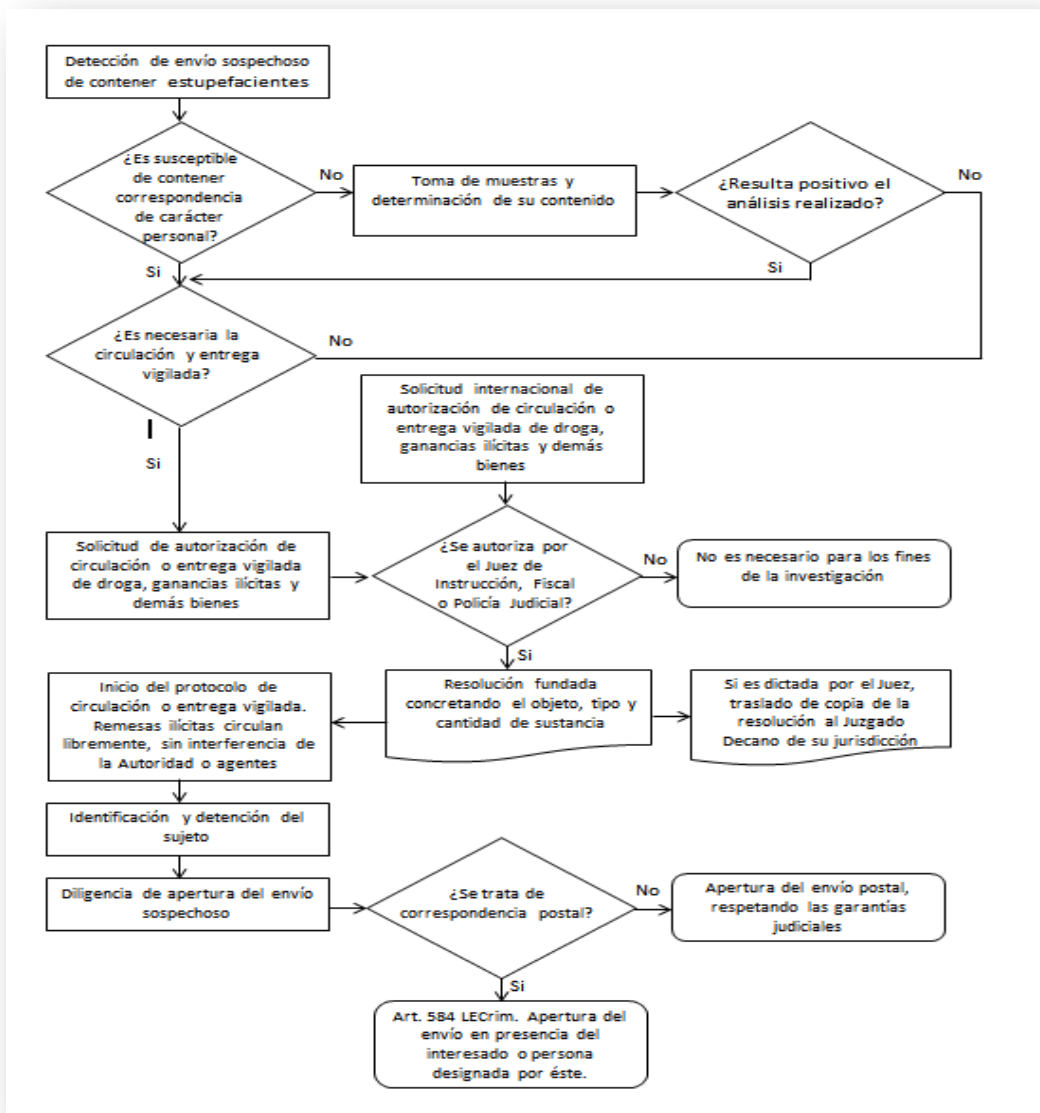 Detección de envío sospechoso
de contener estupefacientes
¿Es susceptible
de contener
correspondencia
de carácter
personal?
No
Toma de muestras y
determinación de su contenido
¿Resulta positivo el
análisis realizado?
No
Si
Si
¿Es necesaria la
circulación y entrega
vigilada?
No
Si
Solicitud internacional de
autorización de circulación o
entrega vigilada de droga,
ganancias ilícitas y demás
bienes
Solicitud de autorización de
circulación o entrega vigilada
de droga, ganancias ilícitas y
demás bienes
¿Se autoriza por
el Juez de
Instrucción, Fiscal
o Policía Judicial?
No
No es necesario para los fines
de la investigación
Si
Inicio del protocolo de
circulación o entrega vigilada.
Remesas ilícitas circulan
libremente, sin interferencia de
la Autoridad o agentes
Resolución fundada
concretando el objeto, tipo y
cantidad de sustancia
Si es dictada por el Juez,
traslado de copia de la
resolución al Juzgado
Decano de su jurisdicción
Identificación y detención del
sujeto
Diligencia de apertura del envío
sospechoso
¿Se trata de
correspondencia postal?
No
Apertura del envío postal,
respetando las garantías
judiciales
Si
Art. 584 LECrim. Apertura del
envío en presencia del
interesado o persona
designada por éste.